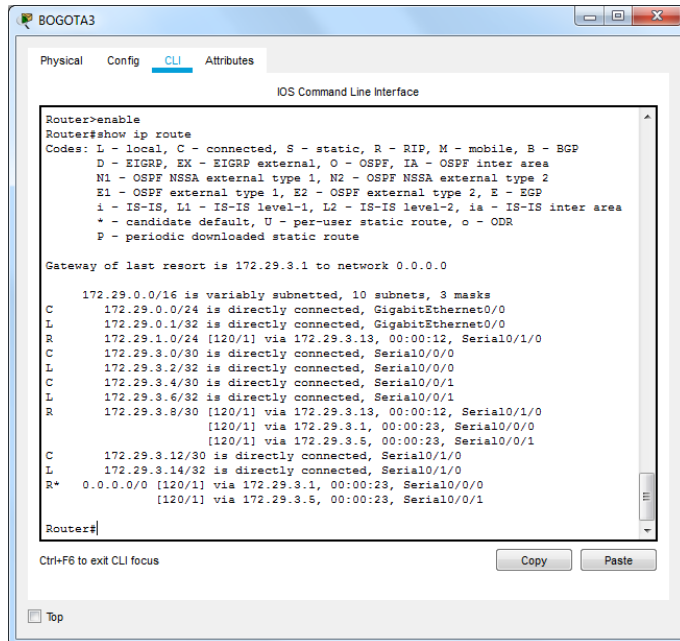 BOGOTA3
Physical Config CLI Attributes
IOS Command Line Interface
Router>enable
Router#show ip route
Codes: L - local, C - connected, S - static, R - RIP, M - mobile, B - BGP
       D - EIGRP, EX - EIGRP external, O - OSPF, IA - OSPF inter area
       N1 - OSPF NSSA external type 1, N2 - OSPF NSSA external type 2
       E1 - OSPF external type 1, E2 - OSPF external type 2, E - EGP
       i - IS-IS, L1 - IS-IS level-1, L2 - IS-IS level-2, ia - IS-IS inter area
       * - candidate default, U - per-user static route, o - ODR
       P - periodic downloaded static route
Gateway of last resort is 172.29.3.1 to network 0.0.0.0
     172.29.0.0/16 is variably subnetted, 10 subnets, 3 masks
C       172.29.0.0/24 is directly connected, GigabitEthernet0/0
L       172.29.0.1/32 is directly connected, GigabitEthernet0/0
R       172.29.1.0/24 [120/1] via 172.29.3.13, 00:00:12, Serial0/1/0
C       172.29.3.0/30 is directly connected, Serial0/0/0
L       172.29.3.2/32 is directly connected, Serial0/0/0
C       172.29.3.4/30 is directly connected, Serial0/0/1
L       172.29.3.6/32 is directly connected, Serial0/0/1
R       172.29.3.8/30 [120/1] via 172.29.3.13, 00:00:12, Serial0/1/0
                      [120/1] via 172.29.3.1, 00:00:23, Serial0/0/0
                      [120/1] via 172.29.3.5, 00:00:23, Serial0/0/1
C       172.29.3.12/30 is directly connected, Serial0/1/0
L       172.29.3.14/32 is directly connected, Serial0/1/0
R*   0.0.0.0/0 [120/1] via 172.29.3.1, 00:00:23, Serial0/0/0
               [120/1] via 172.29.3.5, 00:00:23, Serial0/0/1
Router#
Ctrl+F6 to exit CLI focus
Copy Paste
Top